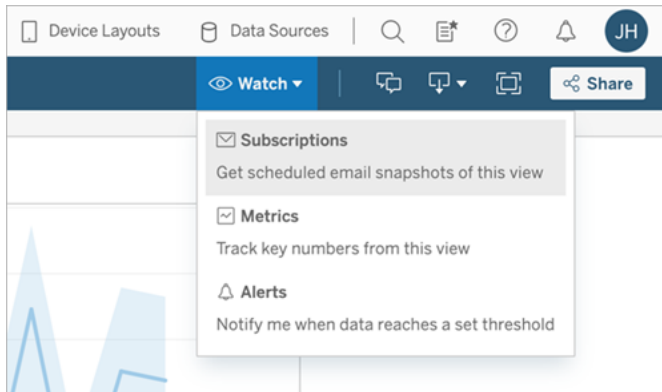 Device Layouts
Data Sources
JH
Watch
Share
Subscriptions
Get scheduled email snapshots of this view
Metrics
Track key numbers from this view
Alerts
Notify me when data reaches a set threshold